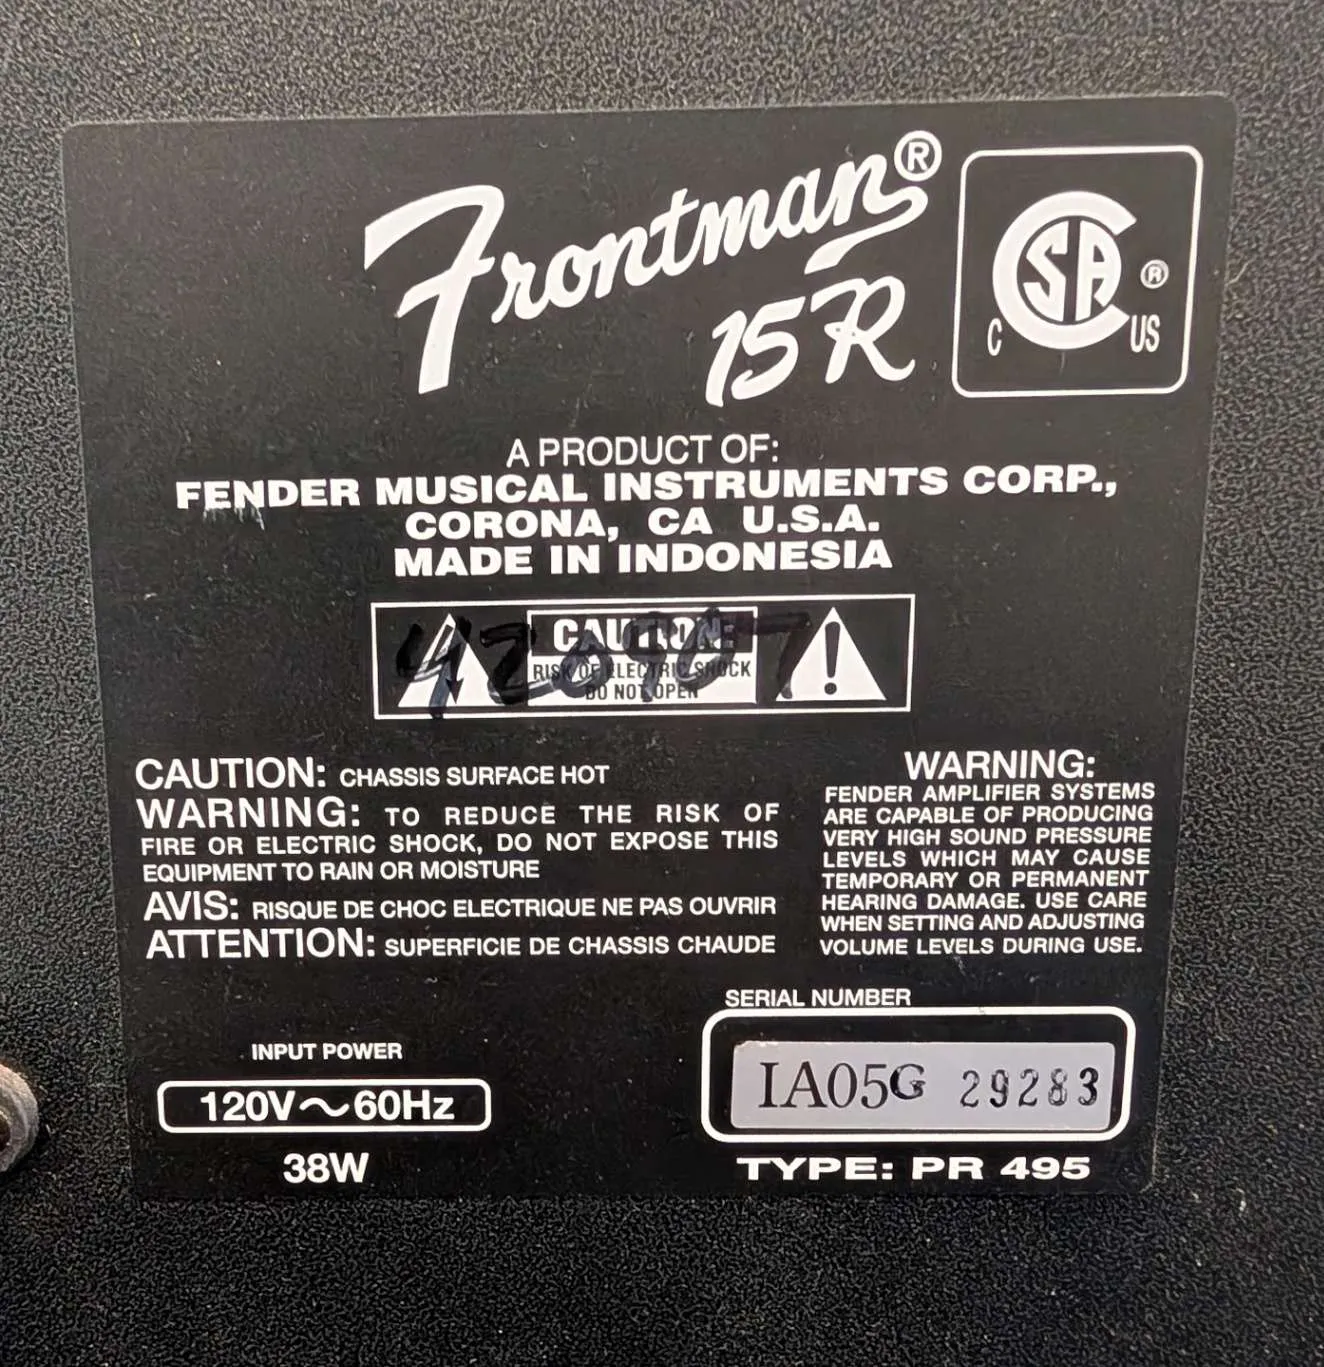 Frontman®
15R
CSA®
C US
A PRODUCT OF:
FENDER MUSICAL INSTRUMENTS CORP.,
CORONA, CA U.S.A.
MADE IN INDONESIA
CAUTION:
RISK OF ELECTRIC SHOCK
DO NOT OPEN
CAUTION: CHASSIS SURFACE HOT
WARNING: TO REDUCE THE RISK OF
FIRE OR ELECTRIC SHOCK, DO NOT EXPOSE THIS
EQUIPMENT TO RAIN OR MOISTURE
AVIS: RISQUE DE CHOC ELECTRIQUE NE PAS OUVRIR
ATTENTION: SUPERFICIE DE CHASSIS CHAUDE
WARNING:
FENDER AMPLIFIER SYSTEMS
ARE CAPABLE OF PRODUCING
VERY HIGH SOUND PRESSURE
LEVELS WHICH MAY CAUSE
TEMPORARY OR PERMANENT
HEARING DAMAGE. USE CARE
WHEN SETTING AND ADJUSTING
VOLUME LEVELS DURING USE.
INPUT POWER
120V～60Hz
38W
SERIAL NUMBER
IA05G 29283
TYPE: PR 495